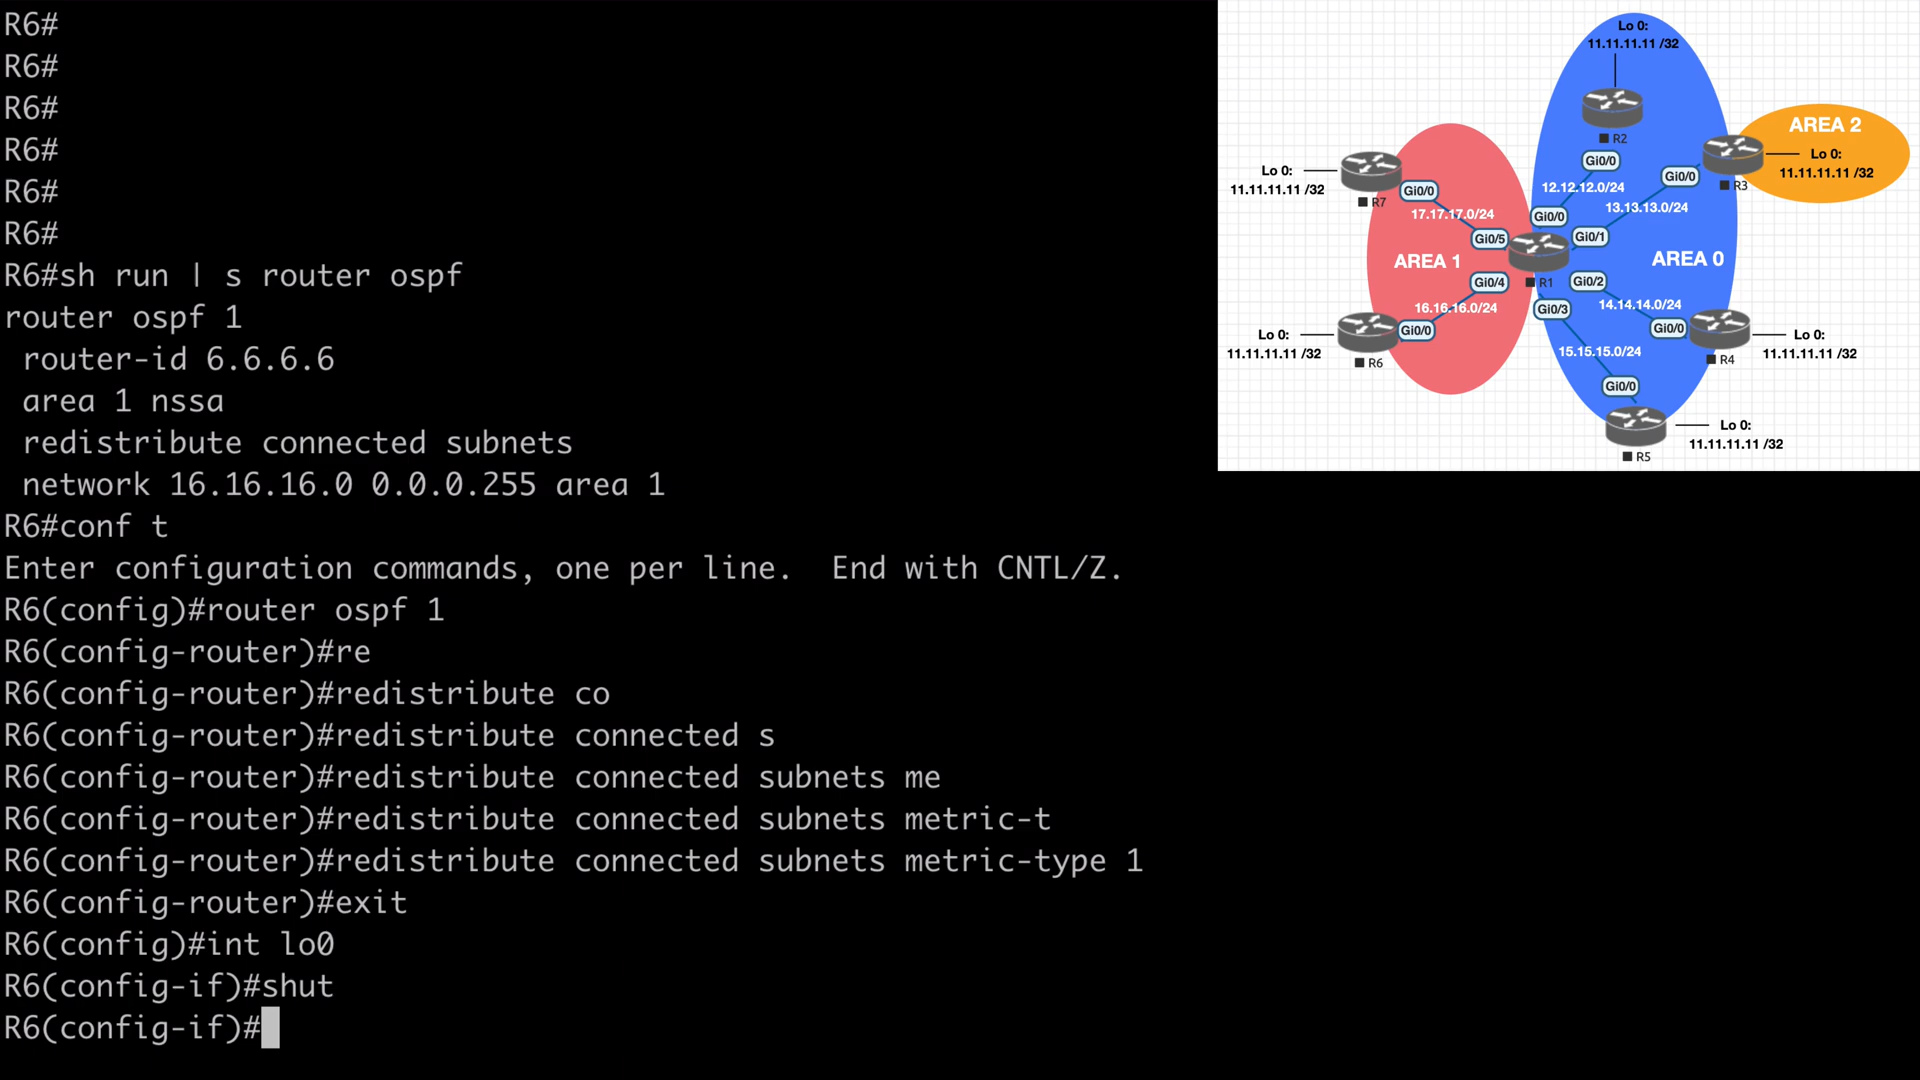 R6#
R6#
R6#
R6#
R6#
R6#
R6#sh run | s router ospf
router ospf 1
 router-id 6.6.6.6
 area 1 nssa
 redistribute connected subnets
 network 16.16.16.0 0.0.0.255 area 1
R6#conf t
Enter configuration commands, one per line.  End with CNTL/Z.
R6(config)#router ospf 1
R6(config-router)#re
R6(config-router)#redistribute co
R6(config-router)#redistribute connected s
R6(config-router)#redistribute connected subnets me
R6(config-router)#redistribute connected subnets metric-t
R6(config-router)#redistribute connected subnets metric-type 1
R6(config-router)#exit
R6(config)#int lo0
R6(config-if)#shut
R6(config-if)#
Lo 0:
11.11.11.11 /32
R2
Gi0/0
12.12.12.0/24
Gi0/0
AREA 2
Lo 0:
11.11.11.11 /32
R3
Gi0/0
13.13.13.0/24
Gi0/1
Lo 0:
11.11.11.11 /32
R7
Gi0/0
17.17.17.0/24
Gi0/5
AREA 1
AREA 0
R1
Gi0/4
16.16.16.0/24
Gi0/0
Lo 0:
11.11.11.11 /32
R6
Gi0/2
14.14.14.0/24
Gi0/0
Lo 0:
11.11.11.11 /32
R4
Gi0/3
15.15.15.0/24
Gi0/0
Lo 0:
11.11.11.11 /32
R5